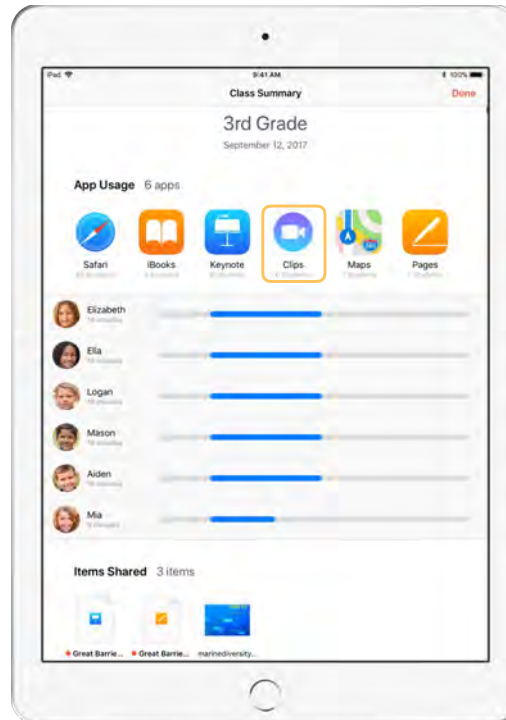 iPad
9:41 AM
100%
Class Summary
Done
3rd Grade
September 12, 2017
App Usage 6 apps
Safari
iBooks
Keynote
Clips
Maps
Pages
Elizabeth
Ella
Logan
Mason
Aiden
Mia
Items Shared 3 items
Great Barrie...
Great Barrie...
marinediversity...